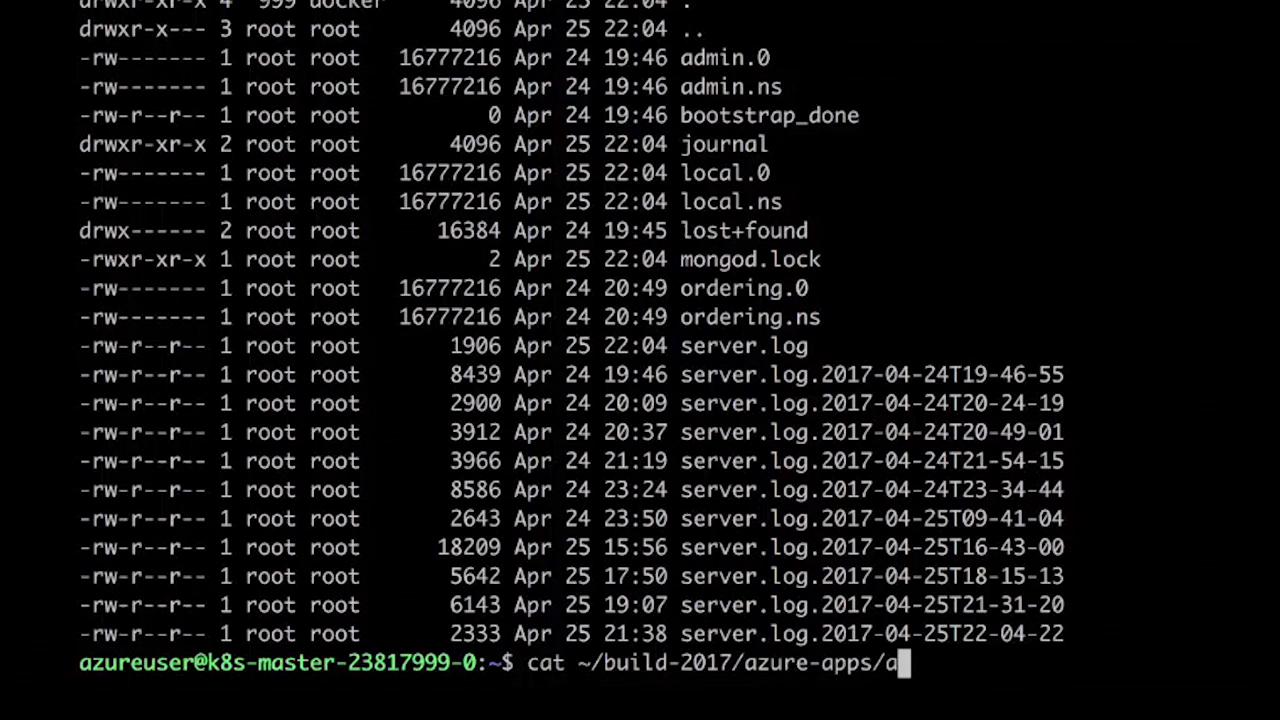 drwxr-xr-x 4  999 docker     4096 Apr 25 22:04 .
drwxr-x--- 3 root root       4096 Apr 25 22:04 ..
-rw------- 1 root root   16777216 Apr 24 19:46 admin.0
-rw------- 1 root root   16777216 Apr 24 19:46 admin.ns
-rw-r--r-- 1 root root          0 Apr 24 19:46 bootstrap_done
drwxr-xr-x 2 root root       4096 Apr 25 22:04 journal
-rw------- 1 root root   16777216 Apr 25 22:04 local.0
-rw------- 1 root root   16777216 Apr 25 22:04 local.ns
drwx------ 2 root root      16384 Apr 24 19:45 lost+found
-rwxr-xr-x 1 root root          2 Apr 25 22:04 mongod.lock
-rw------- 1 root root   16777216 Apr 24 20:49 ordering.0
-rw------- 1 root root   16777216 Apr 24 20:49 ordering.ns
-rw-r--r-- 1 root root       1906 Apr 25 22:04 server.log
-rw-r--r-- 1 root root       8439 Apr 24 19:46 server.log.2017-04-24T19-46-55
-rw-r--r-- 1 root root       2900 Apr 24 20:09 server.log.2017-04-24T20-24-19
-rw-r--r-- 1 root root       3912 Apr 24 20:37 server.log.2017-04-24T20-49-01
-rw-r--r-- 1 root root       3966 Apr 24 21:19 server.log.2017-04-24T21-54-15
-rw-r--r-- 1 root root       8586 Apr 24 23:24 server.log.2017-04-24T23-34-44
-rw-r--r-- 1 root root       2643 Apr 24 23:50 server.log.2017-04-25T09-41-04
-rw-r--r-- 1 root root      18209 Apr 25 15:56 server.log.2017-04-25T16-43-00
-rw-r--r-- 1 root root       5642 Apr 25 17:50 server.log.2017-04-25T18-15-13
-rw-r--r-- 1 root root       6143 Apr 25 19:07 server.log.2017-04-25T21-31-20
-rw-r--r-- 1 root root       2333 Apr 25 21:38 server.log.2017-04-25T22-04-22
azureuser@k8s-master-23817999-0:~$ cat ~/build-2017/azure-apps/a